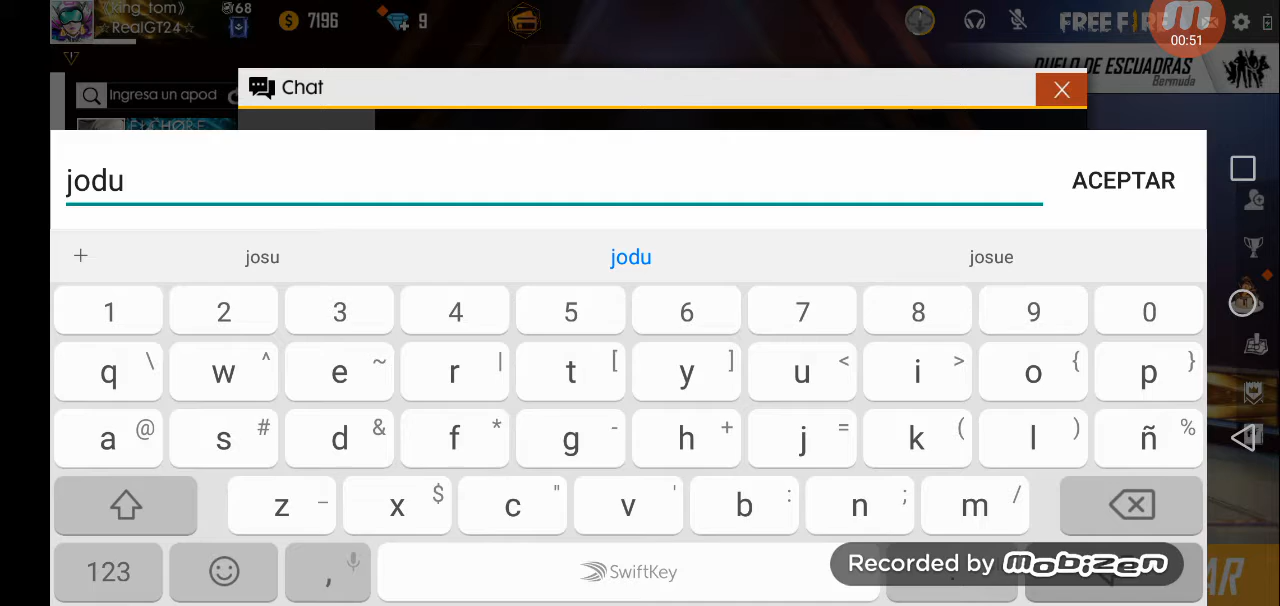 《king_tom》
☆RealGT24☆
68
7196
9
FREE FIRE
00:51
DUELO DE ESCUADRAS
Bermuda
Ingresa un apod
Chat
jodu
ACEPTAR
+ josu jodu josue
1 2 3 4 5 6 7 8 9 0
q \ w ^ e ~ r | t [ y ] u < i > o { p }
a @ s # d & f * g - h + j = k ( l ) ñ %
z _ x $ c " v ' b : n ; m /
123 , SwiftKey .
Recorded by MOBIZEN